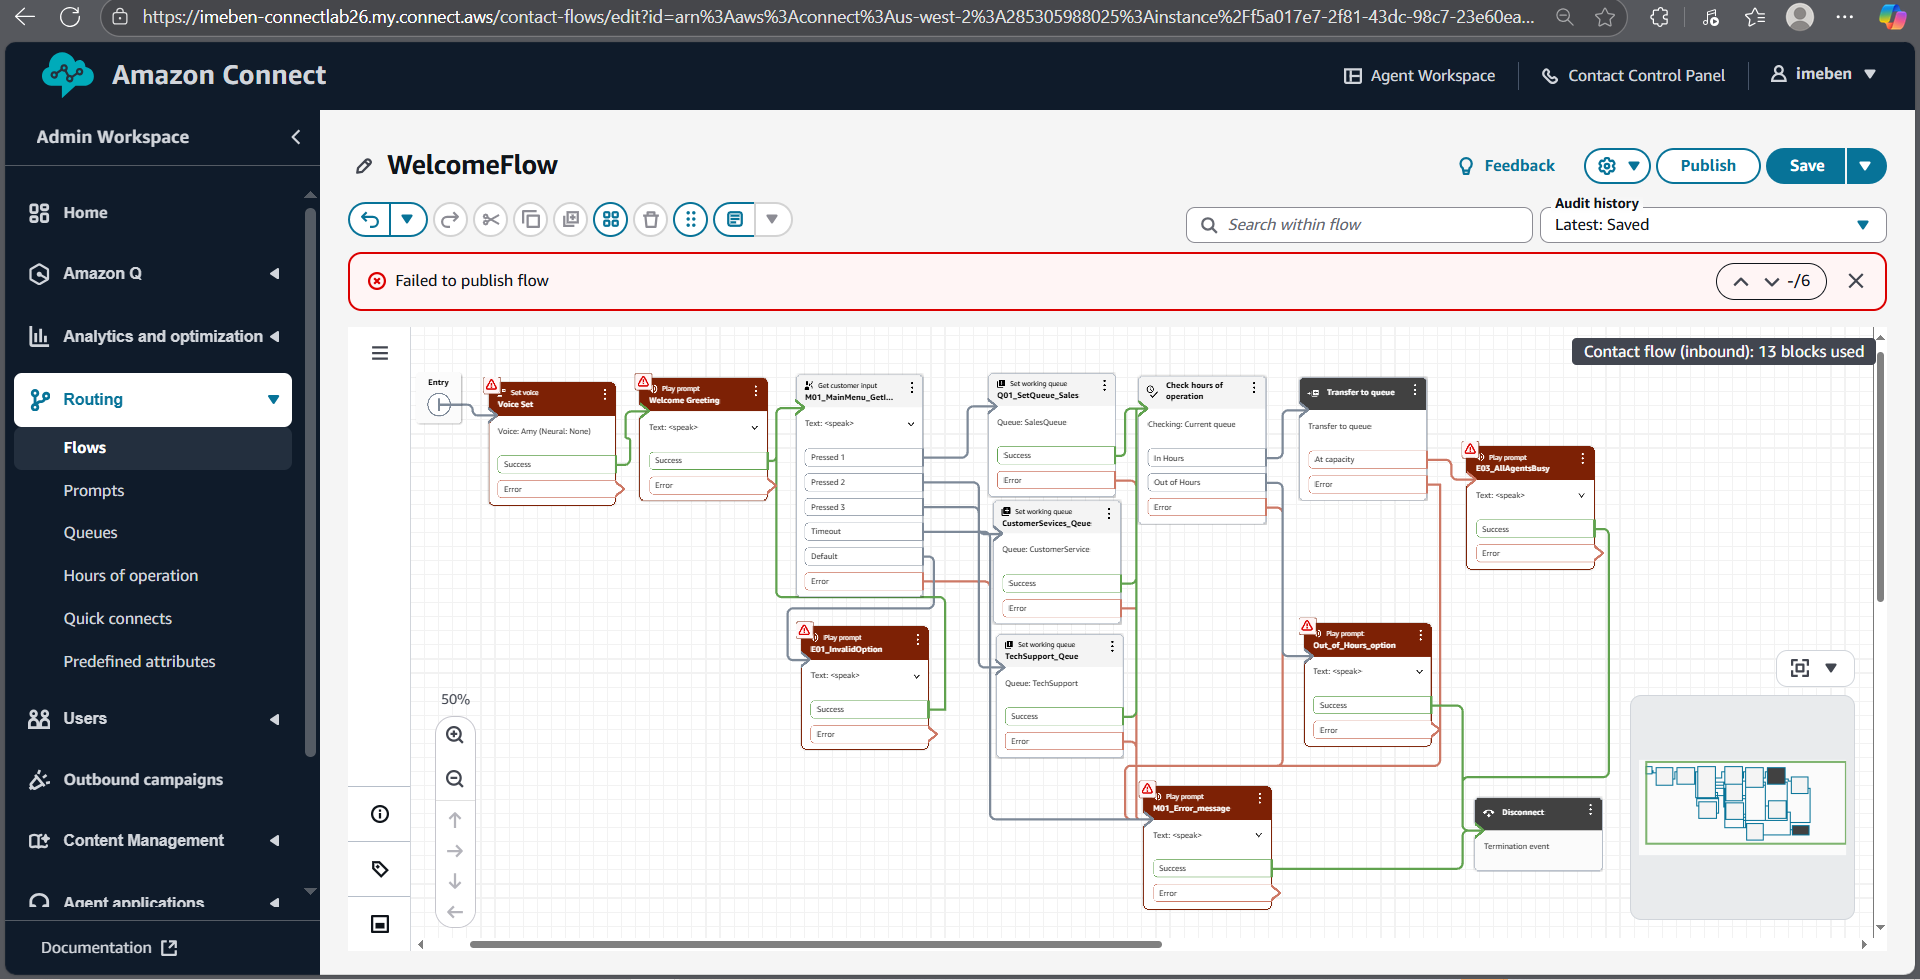 https://imeben-connectlab26.my.connect.aws/contact-flows/edit?id=arn%3Aaws%3Aconnect%3Aus-west-2%3A285305988025%3Ainstance%2Ff5a017e7-2f81-43dc-98c7-23e60ea...
Amazon Connect
Agent Workspace
Contact Control Panel
imeben
Admin Workspace
Home
Amazon Q
Analytics and optimization
Routing
Flows
Prompts
Queues
Hours of operation
Quick connects
Predefined attributes
Users
Outbound campaigns
Content Management
Agent applications
Documentation
WelcomeFlow
Feedback
Publish
Save
Search within flow
Audit history
Latest: Saved
Failed to publish flow
-/6
Contact flow (inbound): 13 blocks used
50%
Entry
Set voice
Voice Set
Voice: Amy (Neural: None)
Success
Error
Play prompt
Welcome Greeting
Text: <speak>
Success
Error
Get customer input
M01_MainMenu_GetI...
Text: <speak>
Pressed 1
Pressed 2
Pressed 3
Timeout
Default
Error
Play prompt
E01_InvalidOption
Text: <speak>
Success
Error
Set working queue
Q01_SetQueue_Sales
Queue: SalesQueue
Success
Error
Set working queue
CustomerSevices_Queue
Queue: CustomerService
Success
Error
Set working queue
TechSupport_Queue
Queue: TechSupport
Success
Error
Check hours of
operation
Checking: Current queue
In Hours
Out of Hours
Error
Transfer to queue
Transfer to queue
At capacity
Error
Play prompt
E03_AllAgentsBusy
Text: <speak>
Success
Error
Play prompt
Out_of_Hours_option
Text: <speak>
Success
Error
Play prompt
M01_Error_message
Text: <speak>
Success
Error
Disconnect
Termination event